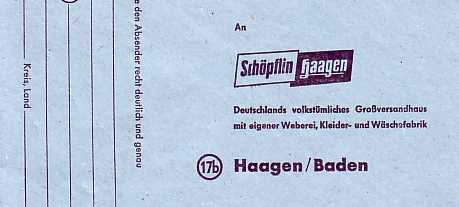 An
Schöpflin Haagen
Deutschlands volkstümliches Großversandhaus
mit eigener Weberei, Kleider- und Wäschefabrik
17b Haagen/Baden
Kreis, Land
den Absender recht deutlich und genau